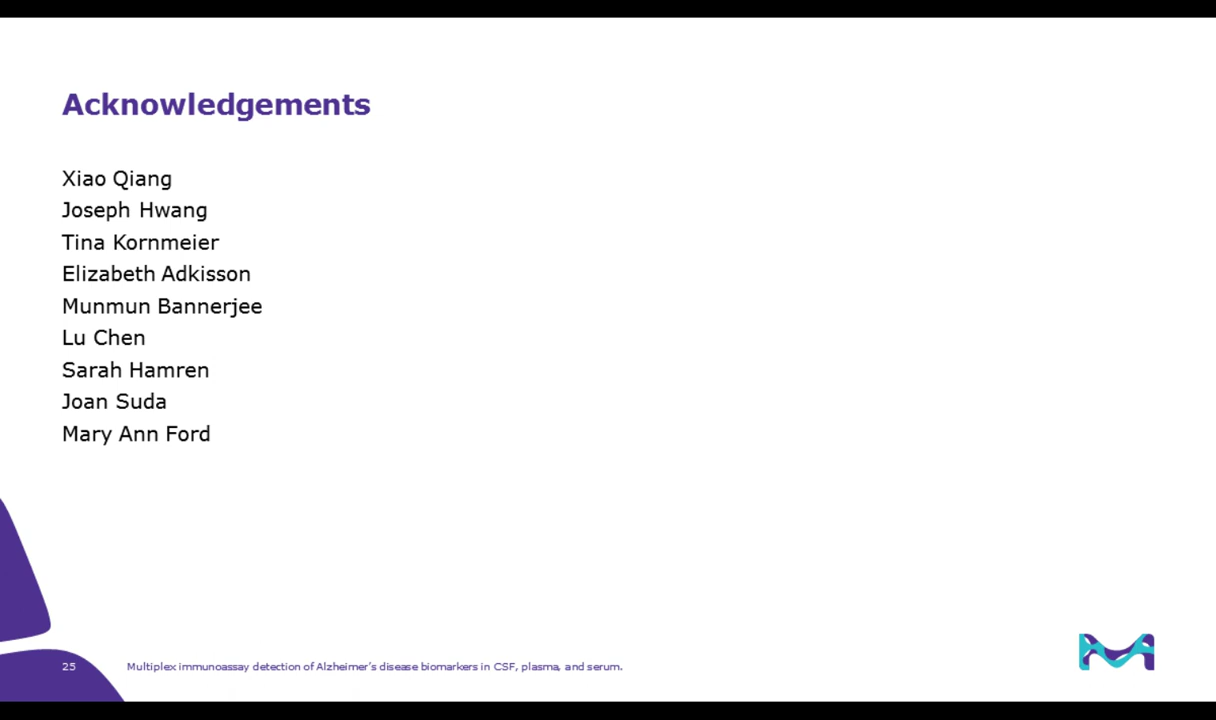 Acknowledgements
Xiao Qiang
Joseph Hwang
Tina Kornmeier
Elizabeth Adkisson
Munmun Bannerjee
Lu Chen
Sarah Hamren
Joan Suda
Mary Ann Ford
25
Multiplex immunoassay detection of Alzheimer's disease biomarkers in CSF, plasma, and serum.